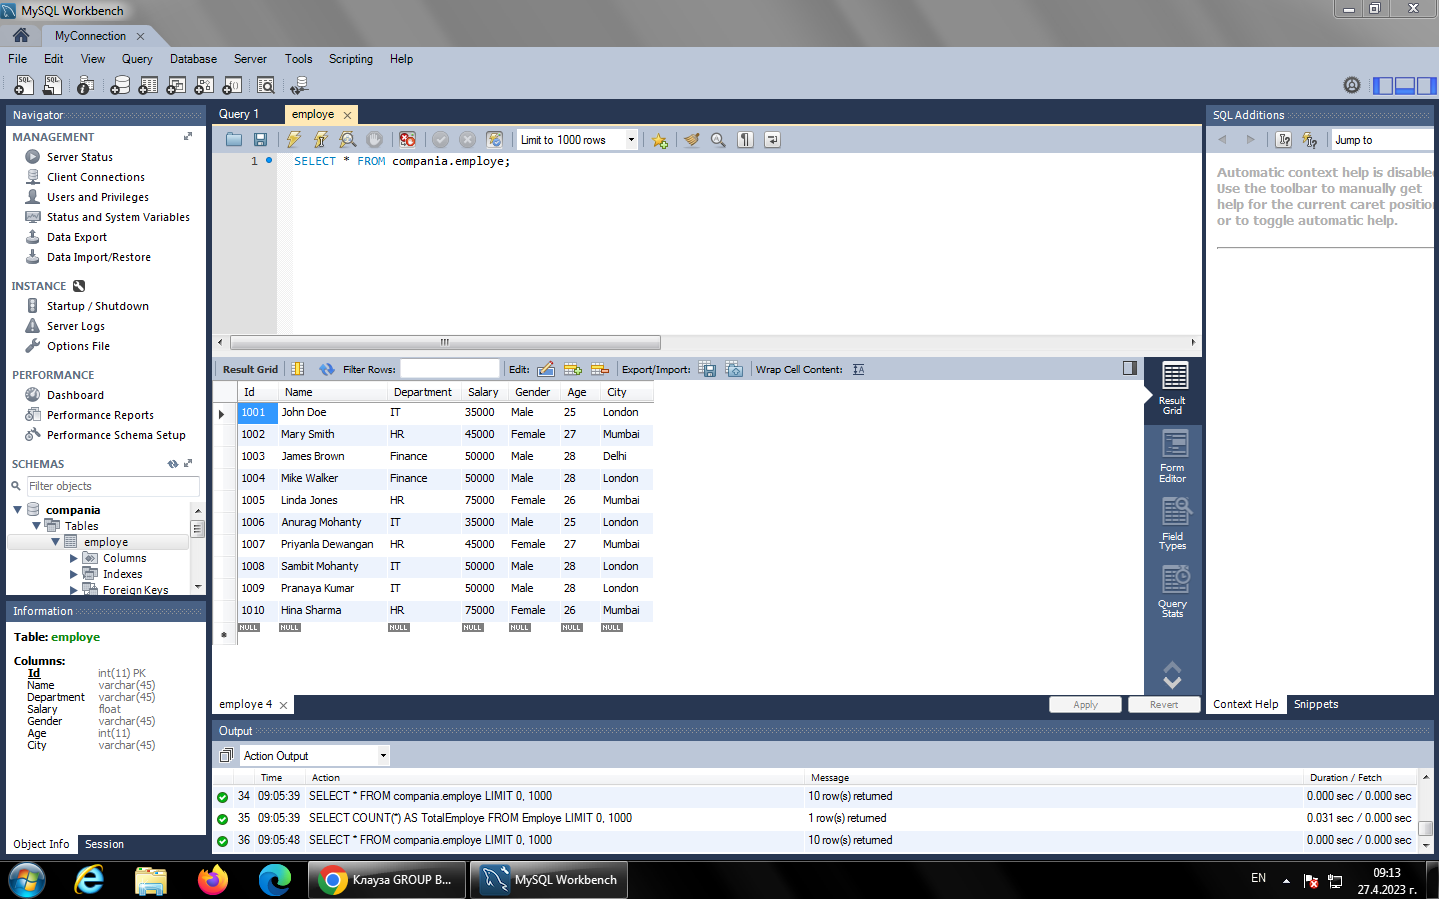 MySQL Workbench
MyConnection
File Edit View Query Database Server Tools Scripting Help
Navigator
MANAGEMENT
Server Status
Client Connections
Users and Privileges
Status and System Variables
Data Export
Data Import/Restore
INSTANCE
Startup / Shutdown
Server Logs
Options File
PERFORMANCE
Dashboard
Performance Reports
Performance Schema Setup
SCHEMAS
Filter objects
compania
Tables
employe
Columns
Indexes
Foreign Keys
Information
Table: employe
Columns:
Id int(11) PK
Name varchar(45)
Department varchar(45)
Salary float
Gender varchar(45)
Age int(11)
City varchar(45)
Object Info Session
Query 1 employe
Limit to 1000 rows
1 SELECT * FROM compania.employe;
Result Grid Filter Rows: Edit: Export/Import: Wrap Cell Content:
Id Name Department Salary Gender Age City
1001 John Doe IT 35000 Male 25 London
1002 Mary Smith HR 45000 Female 27 Mumbai
1003 James Brown Finance 50000 Male 28 Delhi
1004 Mike Walker Finance 50000 Male 28 London
1005 Linda Jones HR 75000 Female 26 Mumbai
1006 Anurag Mohanty IT 35000 Male 25 London
1007 Priyanla Dewangan HR 45000 Female 27 Mumbai
1008 Sambit Mohanty IT 50000 Male 28 London
1009 Pranaya Kumar IT 50000 Male 28 London
1010 Hina Sharma HR 75000 Female 26 Mumbai
NULL NULL NULL NULL NULL NULL NULL
Result
Grid
Form
Editor
Field
Types
Query
Stats
employe 4
Apply Revert
SQL Additions
Jump to
Automatic context help is disabled
Use the toolbar to manually get
help for the current caret position
or to toggle automatic help.
Context Help Snippets
Output
Action Output
Time Action Message Duration / Fetch
34 09:05:39 SELECT * FROM compania.employe LIMIT 0, 1000 10 row(s) returned 0.000 sec / 0.000 sec
35 09:05:39 SELECT COUNT(*) AS TotalEmploye FROM Employe LIMIT 0, 1000 1 row(s) returned 0.031 sec / 0.000 sec
36 09:05:48 SELECT * FROM compania.employe LIMIT 0, 1000 10 row(s) returned 0.000 sec / 0.000 sec
Клауза GROUP B...
MySQL Workbench
EN
09:13
27.4.2023 г.